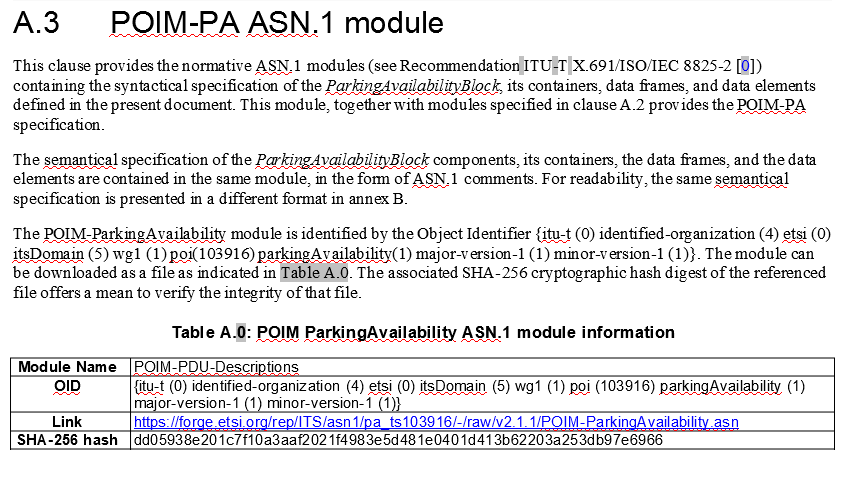 A.3 POIM-PA ASN.1 module
This clause provides the normative ASN.1 modules (see Recommendation ITU-T X.691/ISO/IEC 8825-2 [0])
containing the syntactical specification of the ParkingAvailabilityBlock, its containers, data frames, and data elements
defined in the present document. This module, together with modules specified in clause A.2 provides the POIM-PA
specification.
The semantical specification of the ParkingAvailabilityBlock components, its containers, the data frames, and the data
elements are contained in the same module, in the form of ASN.1 comments. For readability, the same semantical
specification is presented in a different format in annex B.
The POIM-ParkingAvailability module is identified by the Object Identifier {itu-t (0) identified-organization (4) etsi (0)
itsDomain (5) wg1 (1) poi(103916) parkingAvailability(1) major-version-1 (1) minor-version-1 (1)}. The module can
be downloaded as a file as indicated in Table A.0. The associated SHA-256 cryptographic hash digest of the referenced
file offers a mean to verify the integrity of that file.
Table A.0: POIM ParkingAvailability ASN.1 module information
Module Name POIM-PDU-Descriptions
OID {itu-t (0) identified-organization (4) etsi (0) itsDomain (5) wg1 (1) poi (103916) parkingAvailability (1)
major-version-1 (1) minor-version-1 (1)}
Link https://forge.etsi.org/rep/ITS/asn1/pa_ts103916/-/raw/v2.1.1/POIM-ParkingAvailability.asn
SHA-256 hash dd05938e201c7f10a3aaf2021f4983e5d481e0401d413b62203a253db97e6966